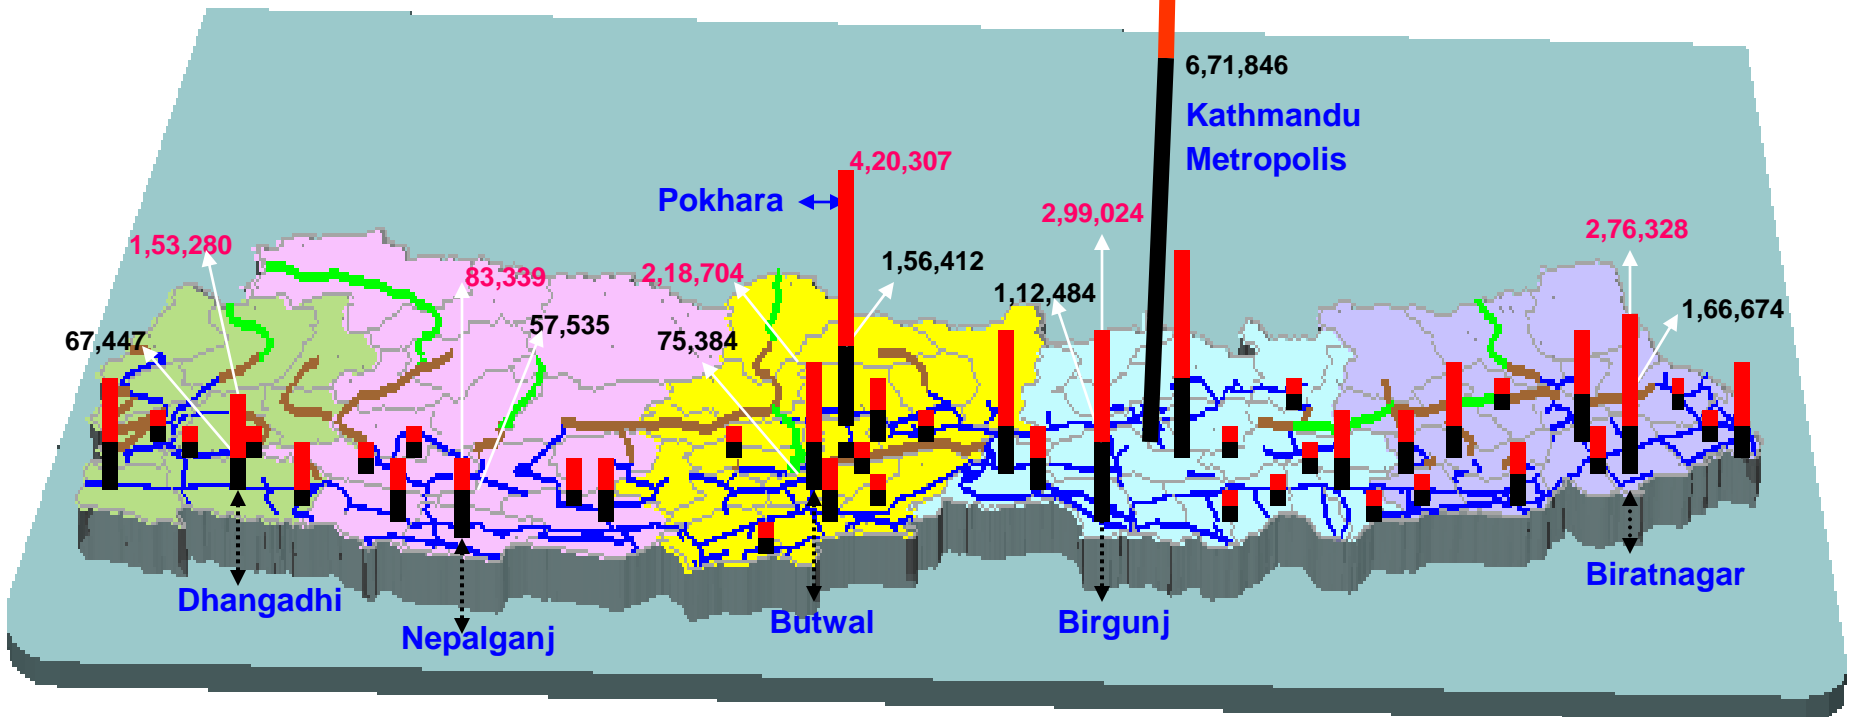 6,71,846
Kathmandu
Metropolis
4,20,307
Pokhara
2,99,024
2,76,328
1,53,280
83,339
2,18,704
1,56,412
1,12,484
1,66,674
67,447
57,535
75,384
Dhangadhi
Nepalganj
Butwal
Birgunj
Biratnagar